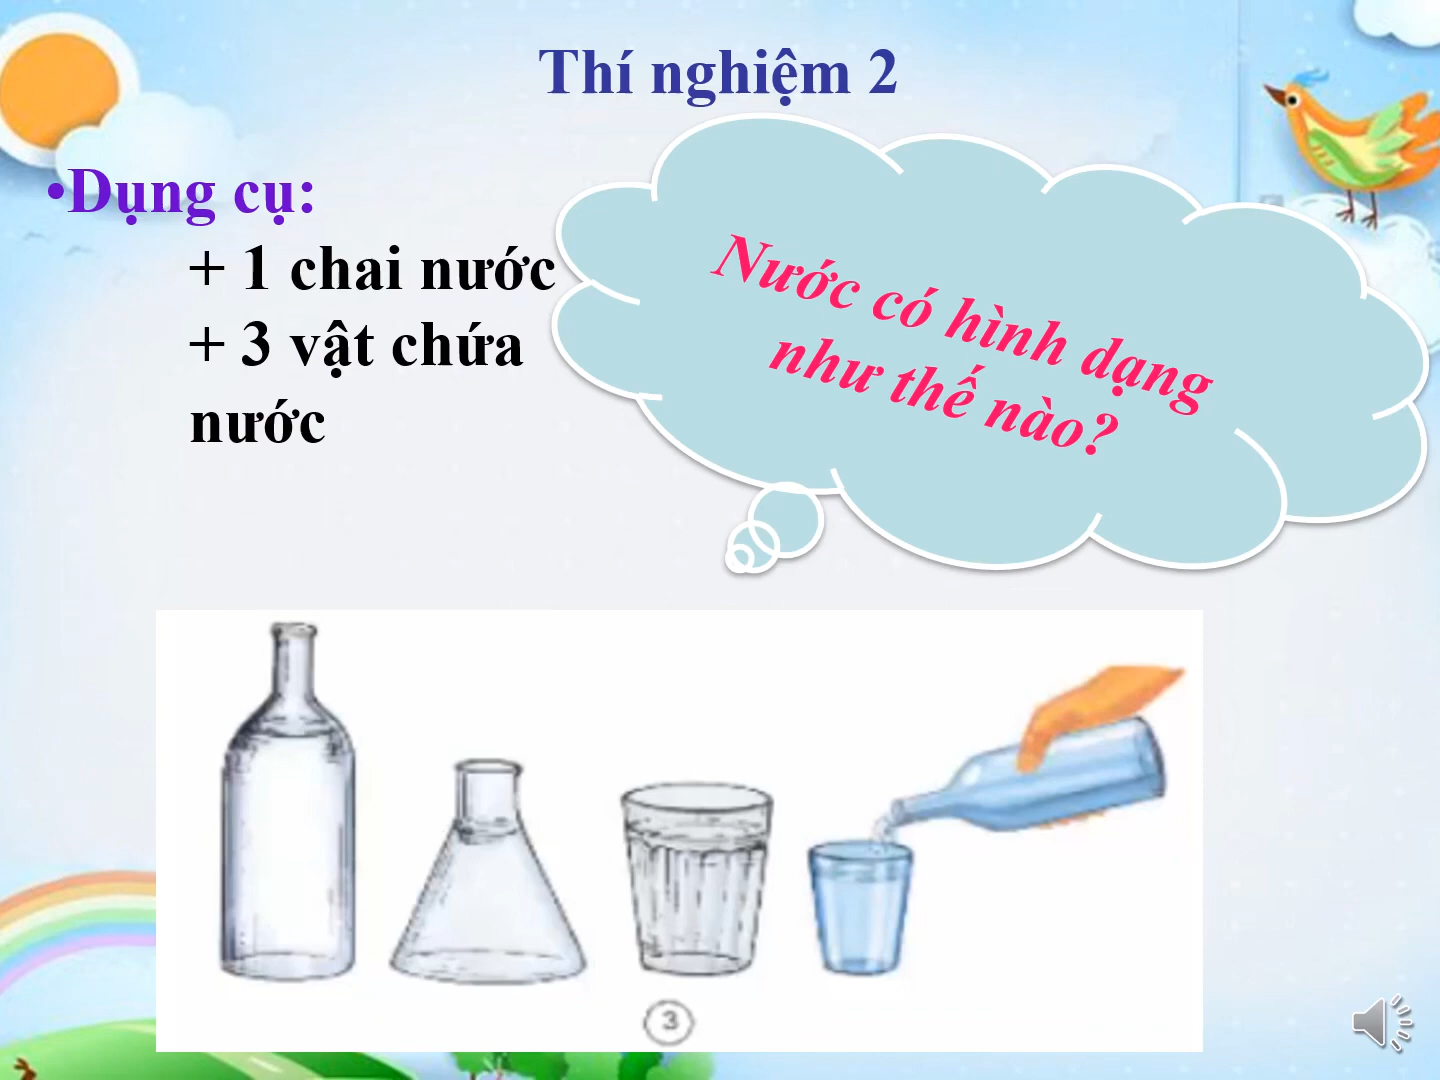 Thí nghiệm 2
•Dụng cụ:
+ 1 chai nước
+ 3 vật chứa
nước
Nước có hình dạng
như thế nào?
3